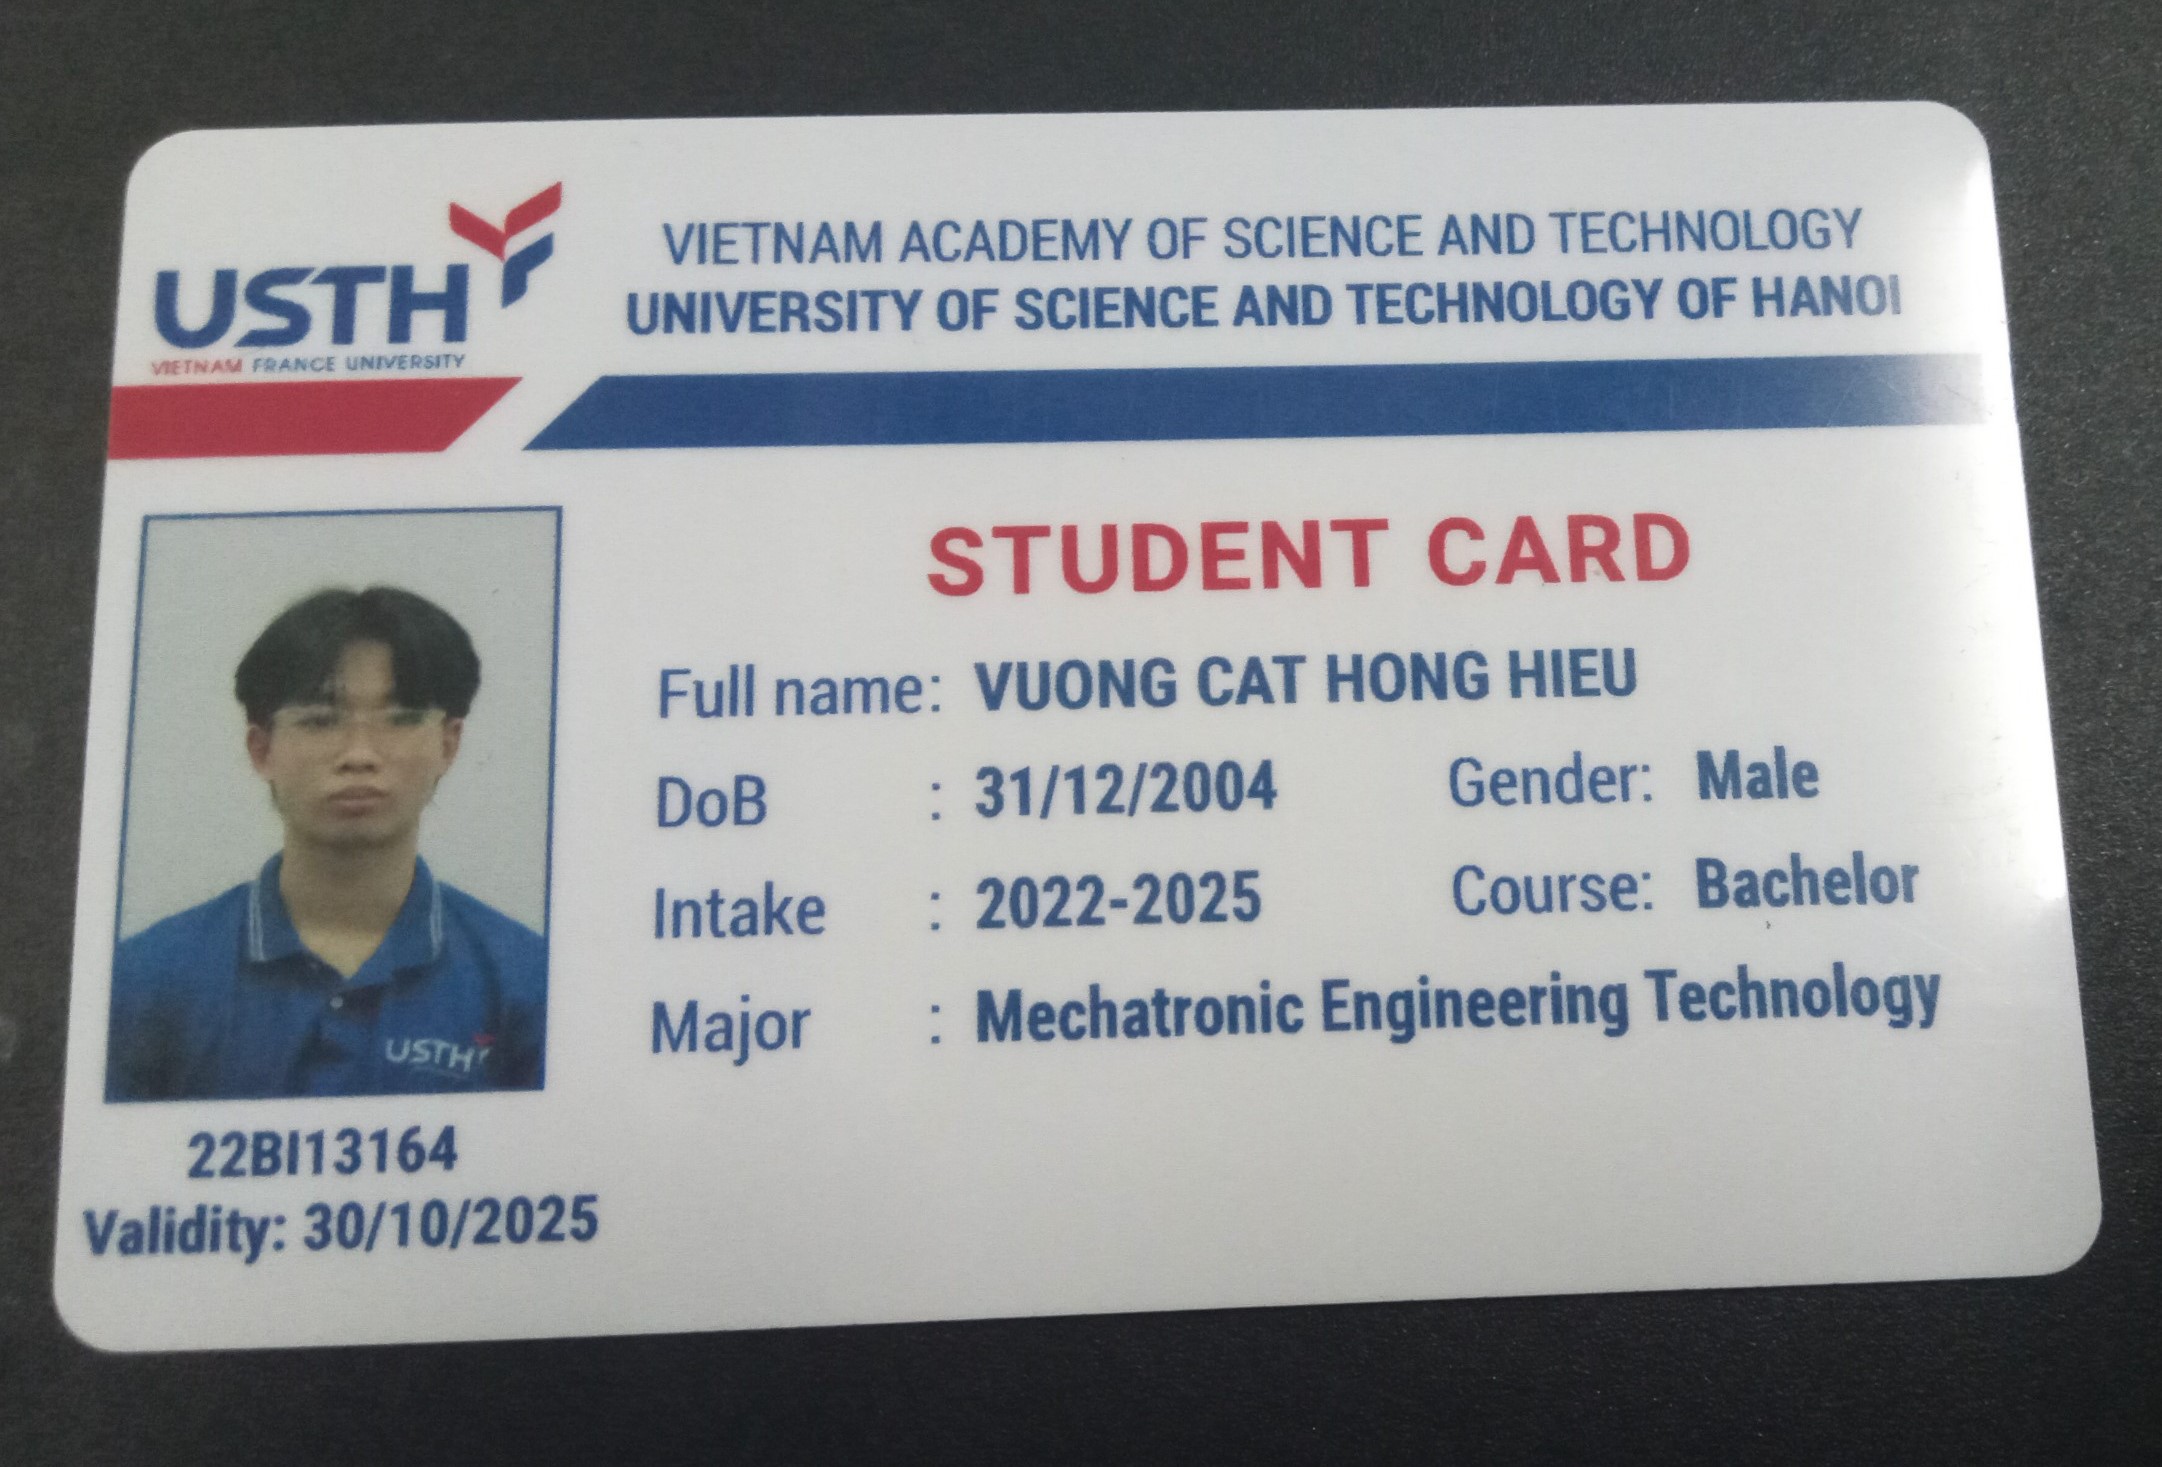 USTH
VIETNAM FRANCE UNIVERSITY
VIETNAM ACADEMY OF SCIENCE AND TECHNOLOGY
UNIVERSITY OF SCIENCE AND TECHNOLOGY OF HANOI
STUDENT CARD
Full name: VUONG CAT HONG HIEU
DoB : 31/12/2004 Gender: Male
Intake : 2022-2025 Course: Bachelor
Major : Mechatronic Engineering Technology
USTH
22BI13164
Validity: 30/10/2025